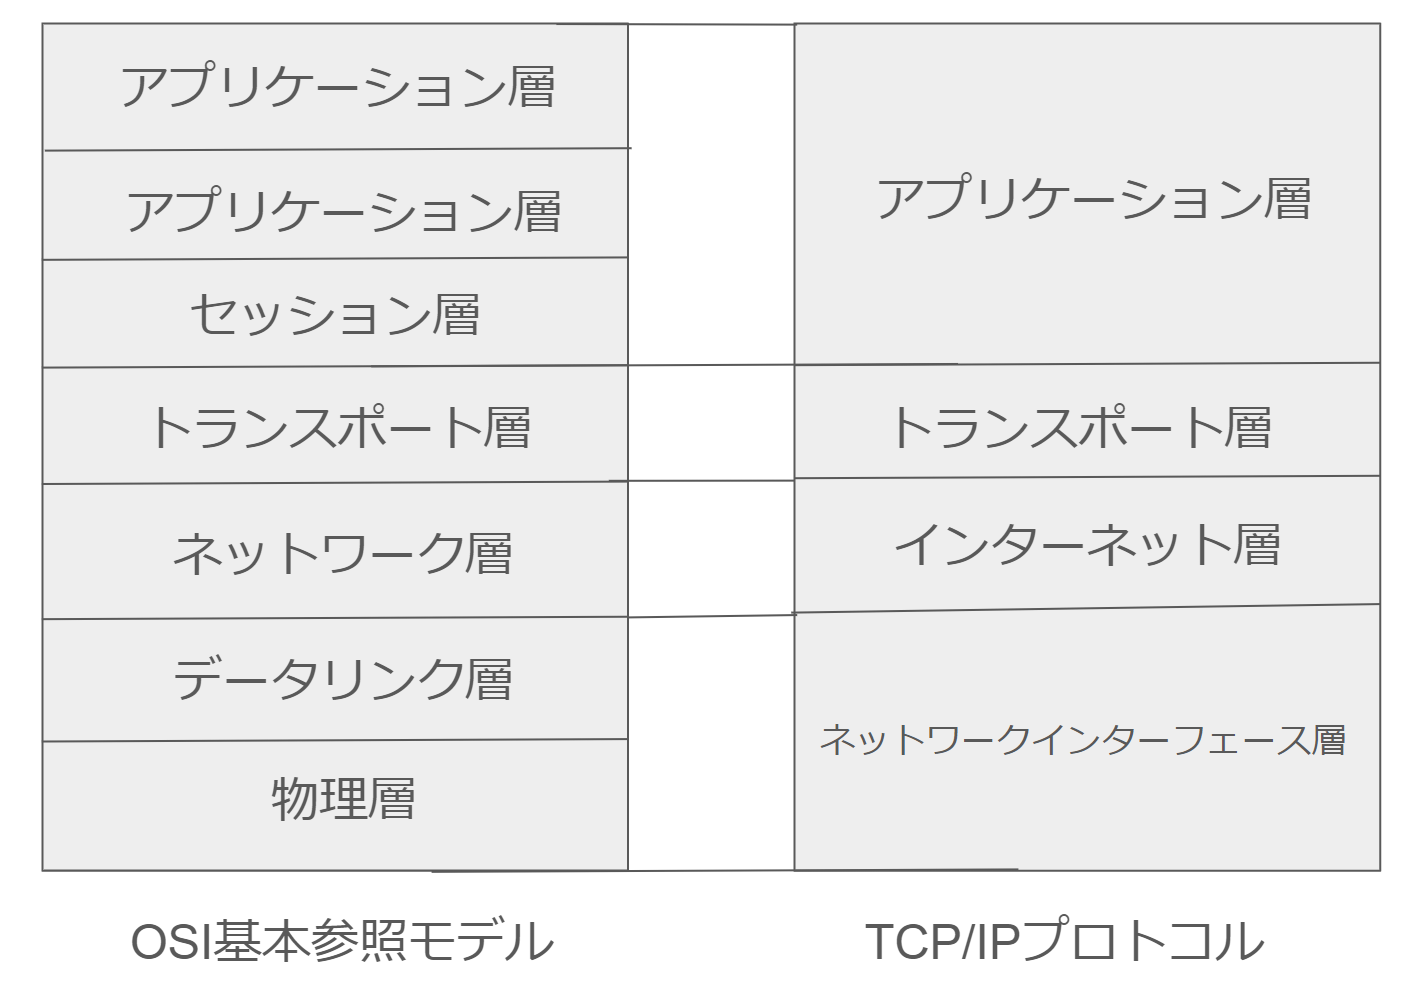 アプリケーション層
アプリケーション層
セッション層
トランスポート層
ネットワーク層
データリンク層
物理層
OSI基本参照モデル
アプリケーション層
トランスポート層
インターネット層
ネットワークインターフェース層
TCP/IPプロトコル